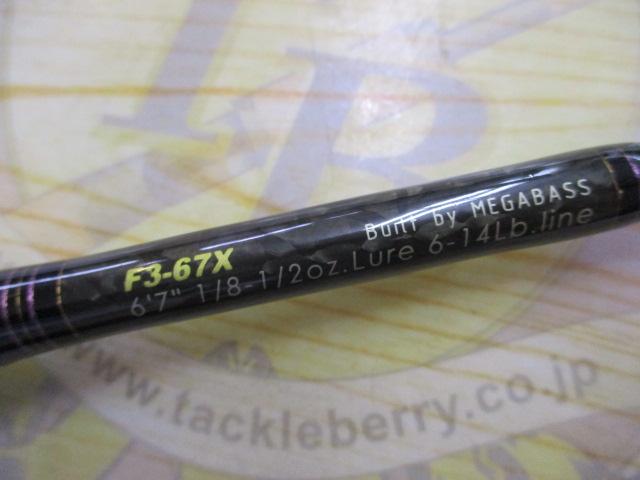 TB
Built by MEGABASS
F3-67X
6'7" 1/8-1/2oz.Lure 6-14Lb.line
www.tackleberry.co.jp